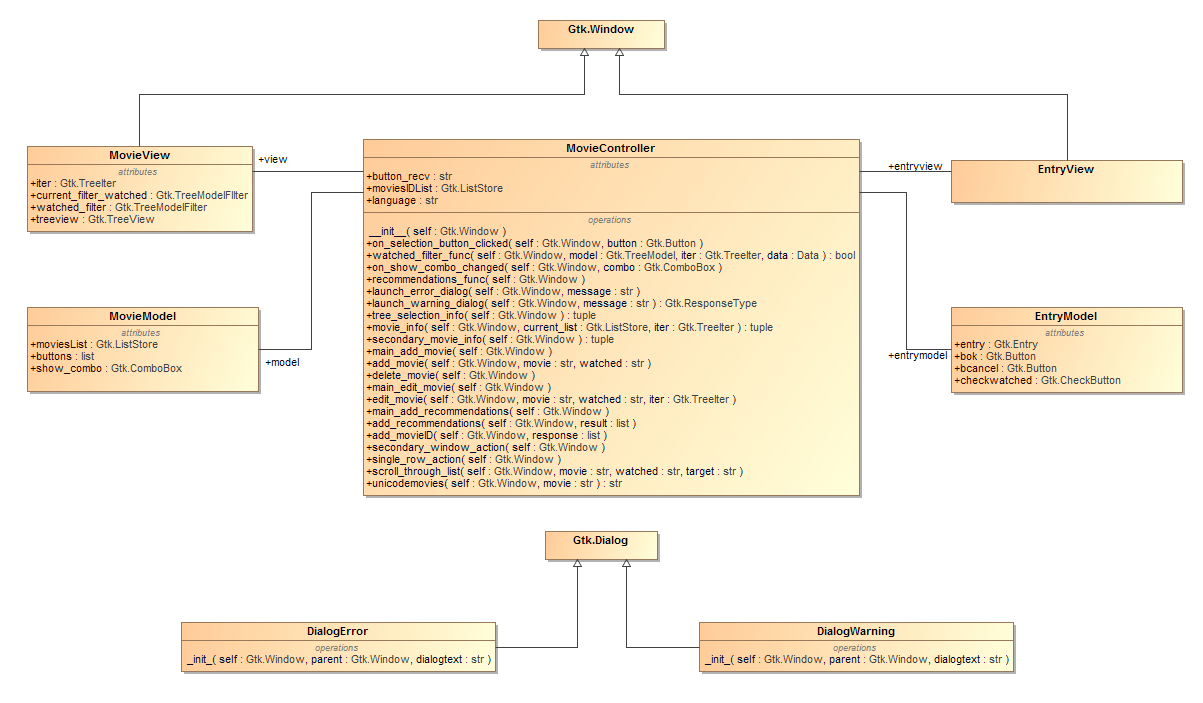 Gtk.Window
MovieView
attributes
+iter : Gtk.TreeIter
+current_filter_watched : Gtk.TreeModelFIlter
+watched_filter : Gtk.TreeModelFilter
+treeview : Gtk.TreeView
+view
MovieController
attributes
+button_recv : str
+moviesIDList : Gtk.ListStore
+language : str
operations
__init__( self : Gtk.Window )
+on_selection_button_clicked( self : Gtk.Window, button : Gtk.Button )
+watched_filter_func( self : Gtk.Window, model : Gtk.TreeModel, iter : Gtk.TreeIter, data : Data ) : bool
+on_show_combo_changed( self : Gtk.Window, combo : Gtk.ComboBox )
+recommendations_func( self : Gtk.Window )
+launch_error_dialog( self : Gtk.Window, message : str )
+launch_warning_dialog( self : Gtk.Window, message : str ) : Gtk.ResponseType
+tree_selection_info( self : Gtk.Window ) : tuple
+movie_info( self : Gtk.Window, current_list : Gtk.ListStore, iter : Gtk.TreeIter ) : tuple
+secondary_movie_info( self : Gtk.Window ) : tuple
+main_add_movie( self : Gtk.Window )
+add_movie( self : Gtk.Window, movie : str, watched : str )
+delete_movie( self : Gtk.Window )
+main_edit_movie( self : Gtk.Window )
+edit_movie( self : Gtk.Window, movie : str, watched : str, iter : Gtk.TreeIter )
+main_add_recommendations( self : Gtk.Window )
+add_recommendations( self : Gtk.Window, result : list )
+add_movieID( self : Gtk.Window, response : list )
+secondary_window_action( self : Gtk.Window )
+single_row_action( self : Gtk.Window )
+scroll_through_list( self : Gtk.Window, movie : str, watched : str, target : str )
+unicodemovies( self : Gtk.Window, movie : str ) : str
+entryview
EntryView
MovieModel
attributes
+moviesList : Gtk.ListStore
+buttons : list
+show_combo : Gtk.ComboBox
+model
+entrymodel
EntryModel
attributes
+entry : Gtk.Entry
+bok : Gtk.Button
+bcancel : Gtk.Button
+checkwatched : Gtk.CheckButton
Gtk.Dialog
DialogError
operations
_init_( self : Gtk.Window, parent : Gtk.Window, dialogtext : str )
DialogWarning
operations
_init_( self : Gtk.Window, parent : Gtk.Window, dialogtext : str )